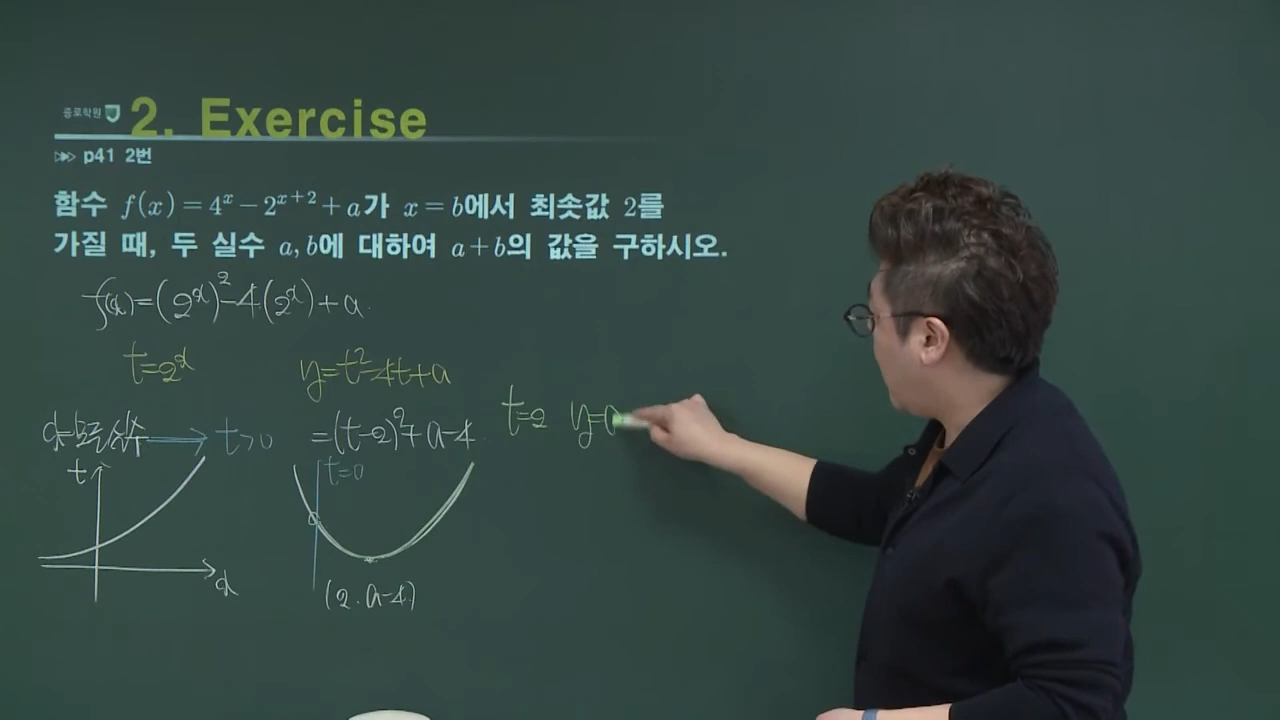 종로학원
2. Exercise
p41 2번
함수 f(x)=4^x-2^{x+2}+a가 x=b에서 최솟값 2를
가질 때, 두 실수 a, b에 대하여 a+b의 값을 구하시오.
f(x)=(2^x)^2-4(2^x)+a.
t=2^x
y=t^2-4t+a
x=모든실수→t>0
=(t-2)^2+a-4
t=2 y=a
t
t=0
x
(2, a-4)